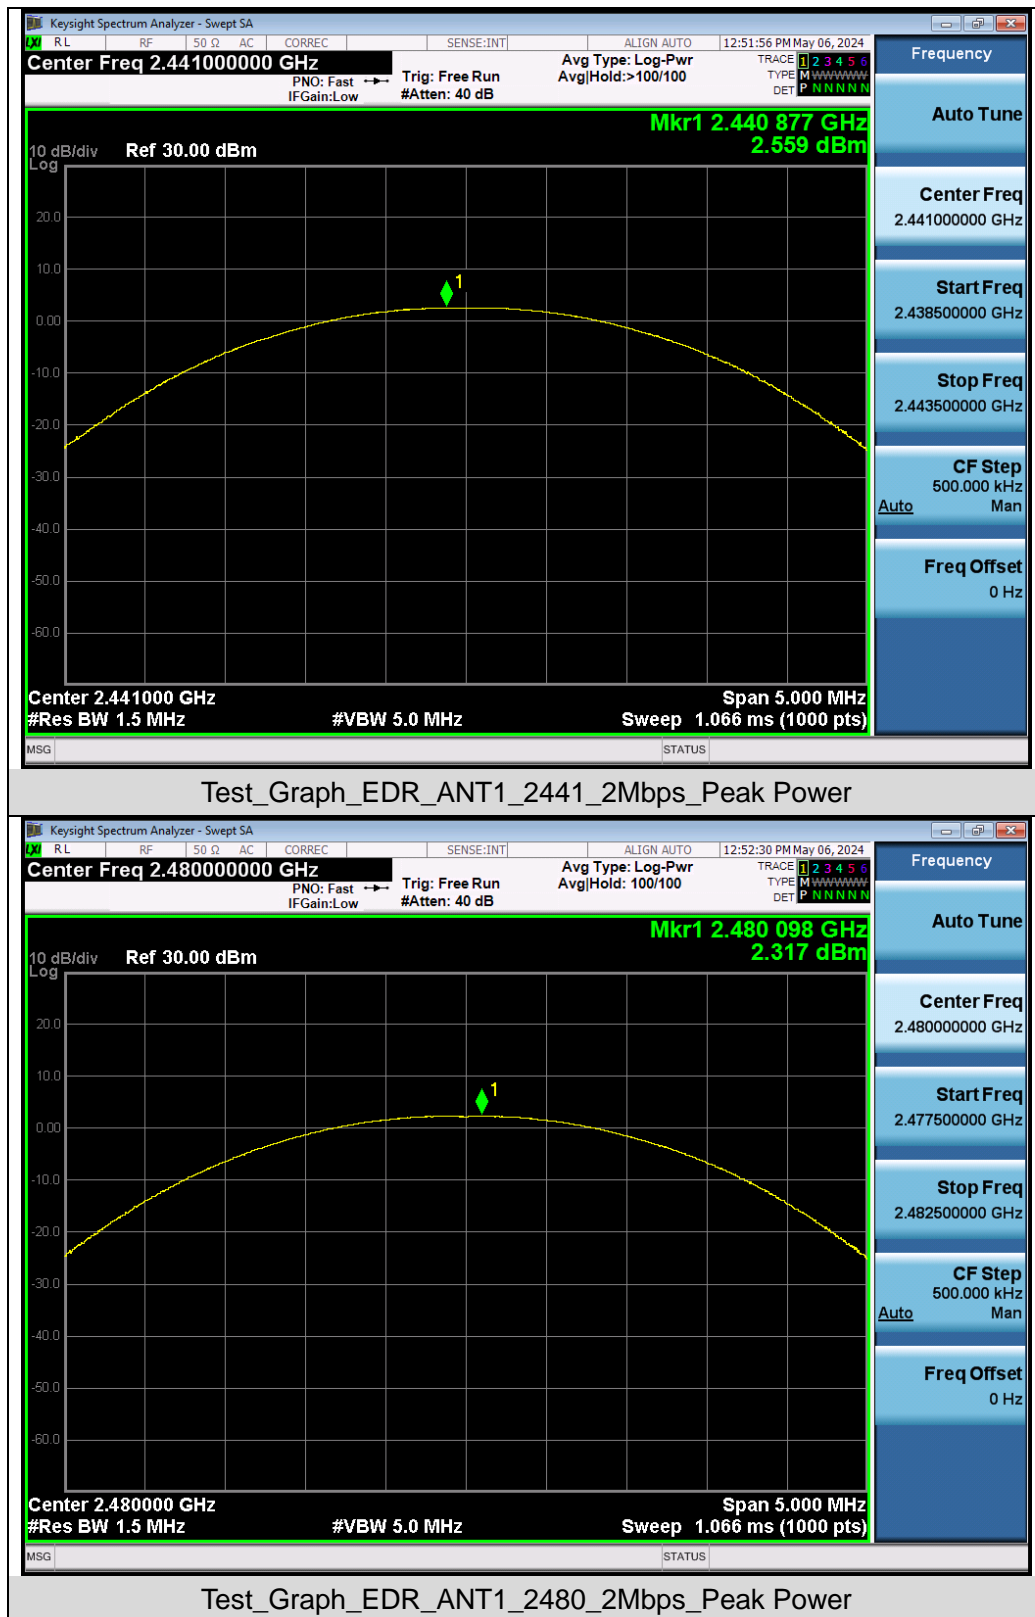 Keysight Spectrum Analyzer - Swept SA
LXI RL RF 50 Ω AC CORREC SENSE:INT ALIGN AUTO 12:51:56 PM May 06, 2024
Center Freq 2.441000000 GHz
PNO: Fast
IFGain:Low
Trig: Free Run
#Atten: 40 dB
Avg Type: Log-Pwr
Avg|Hold:>100/100
TRACE 1 2 3 4 5 6
TYPE M WWWWW
DET P N N N N N
Mkr1 2.440 877 GHz
2.559 dBm
10 dB/div Ref 30.00 dBm
Log
20.0
10.0
0.00
-10.0
-20.0
-30.0
-40.0
-50.0
-60.0
1
Center 2.441000 GHz Span 5.000 MHz
#Res BW 1.5 MHz #VBW 5.0 MHz Sweep 1.066 ms (1000 pts)
MSG STATUS
Frequency
Auto Tune
Center Freq
2.441000000 GHz
Start Freq
2.438500000 GHz
Stop Freq
2.443500000 GHz
CF Step
500.000 kHz
Auto Man
Freq Offset
0 Hz
Test_Graph_EDR_ANT1_2441_2Mbps_Peak Power
Keysight Spectrum Analyzer - Swept SA
LXI RL RF 50 Ω AC CORREC SENSE:INT ALIGN AUTO 12:52:30 PM May 06, 2024
Center Freq 2.480000000 GHz
PNO: Fast
IFGain:Low
Trig: Free Run
#Atten: 40 dB
Avg Type: Log-Pwr
Avg|Hold: 100/100
TRACE 1 2 3 4 5 6
TYPE M WWWWW
DET P N N N N N
Mkr1 2.480 098 GHz
2.317 dBm
10 dB/div Ref 30.00 dBm
Log
20.0
10.0
0.00
-10.0
-20.0
-30.0
-40.0
-50.0
-60.0
1
Center 2.480000 GHz Span 5.000 MHz
#Res BW 1.5 MHz #VBW 5.0 MHz Sweep 1.066 ms (1000 pts)
MSG STATUS
Frequency
Auto Tune
Center Freq
2.480000000 GHz
Start Freq
2.477500000 GHz
Stop Freq
2.482500000 GHz
CF Step
500.000 kHz
Auto Man
Freq Offset
0 Hz
Test_Graph_EDR_ANT1_2480_2Mbps_Peak Power